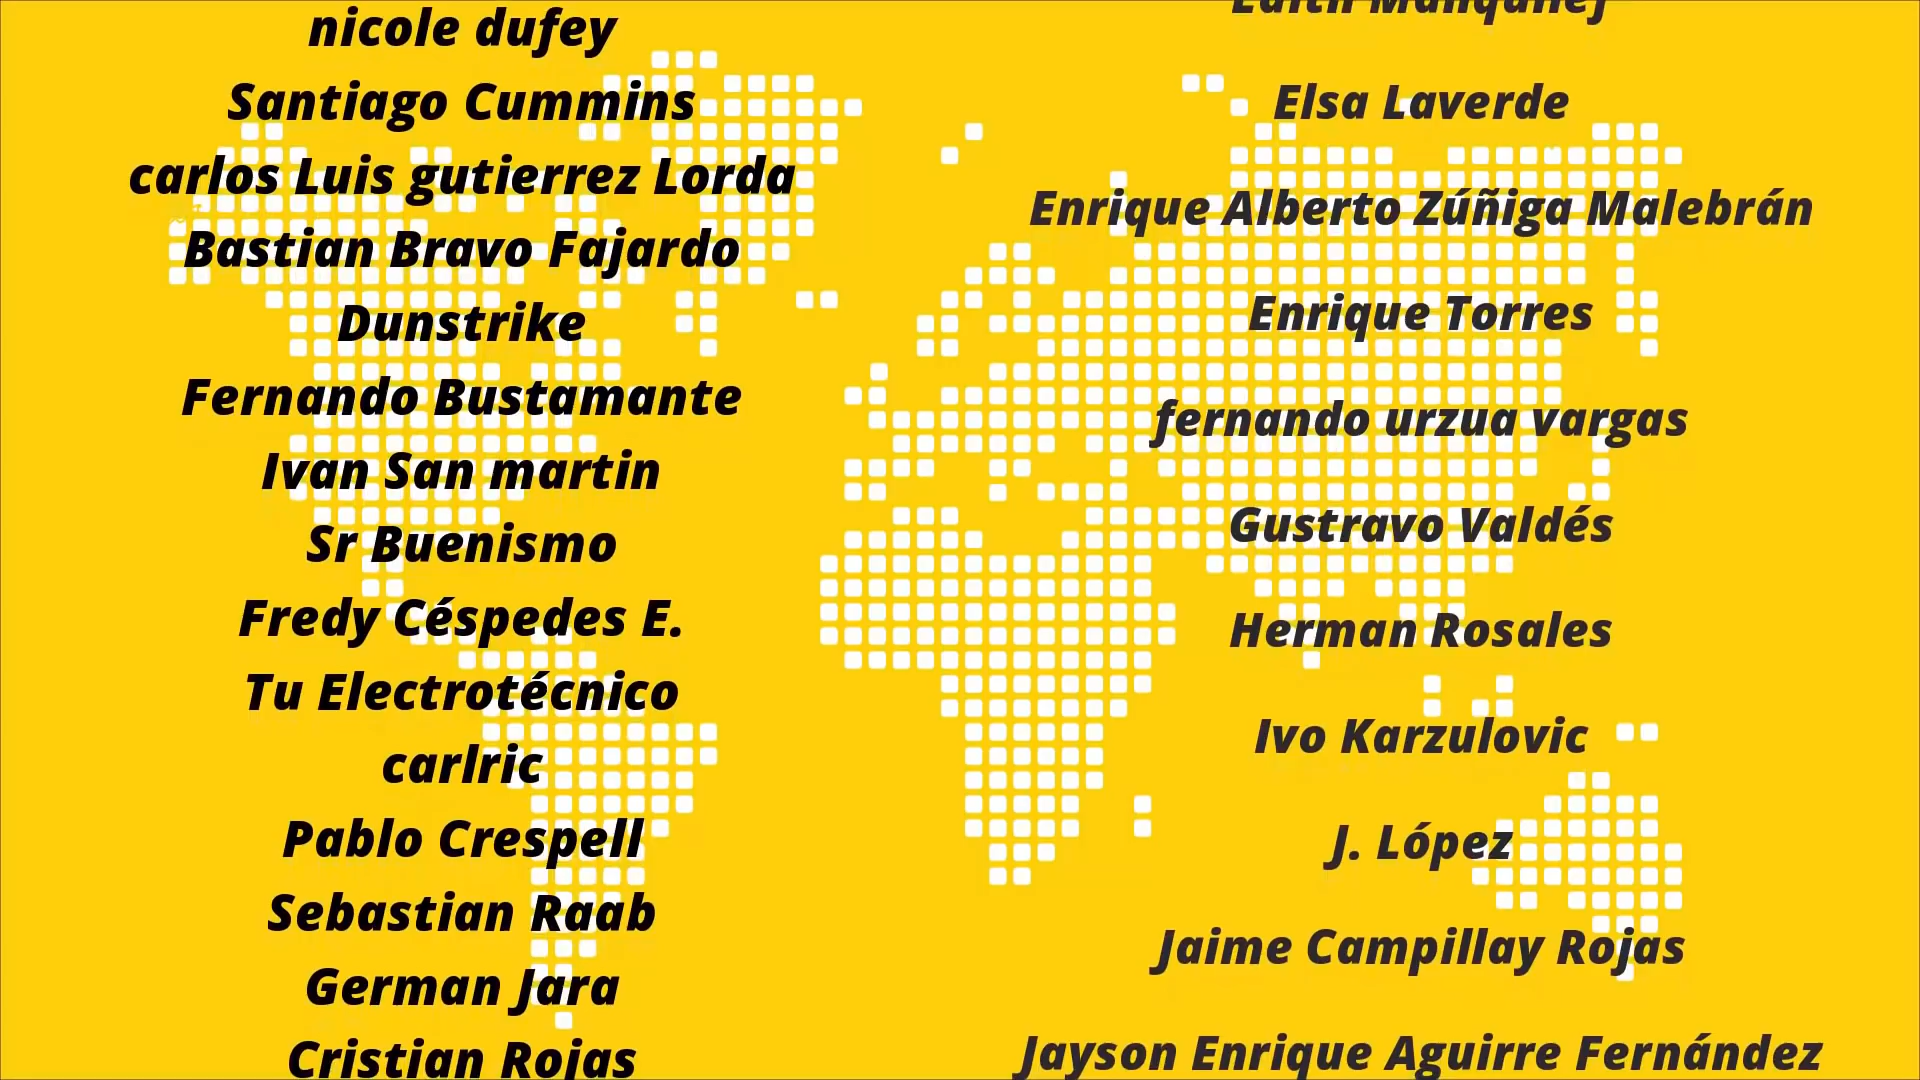 nicole dufey
Santiago Cummins
carlos Luis gutierrez Lorda
Bastian Bravo Fajardo
Dunstrike
Fernando Bustamante
Ivan San martin
Sr Buenismo
Fredy Céspedes E.
Tu Electrotécnico
carlric
Pablo Crespell
Sebastian Raab
German Jara
Cristian Rojas
Elsa Laverde
Enrique Alberto Zúñiga Malebrán
Enrique Torres
fernando urzua vargas
Gustravo Valdés
Herman Rosales
Ivo Karzulovic
J. López
Jaime Campillay Rojas
Jayson Enrique Aguirre Fernández